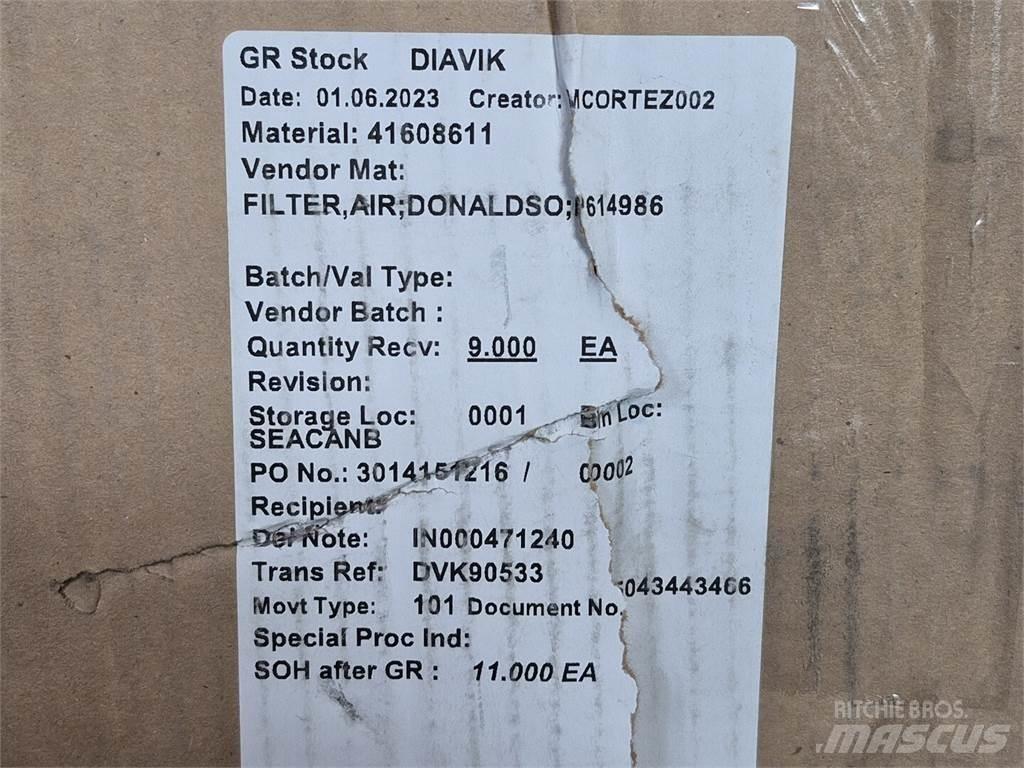 GR Stock DIAVIK
Date: 01.06.2023 Creator: MCORTEZ002
Material: 41608611
Vendor Mat:
FILTER,AIR;DONALDSO;P614986
Batch/Val Type:
Vendor Batch :
Quantity Recv: 9.000 EA
Revision:
Storage Loc: 0001 Bin Loc:
SEACANB
PO No.: 3014151216 / 00002
Recipient:
Del Note: IN000471240
Trans Ref: DVK90533
Movt Type: 101 Document No. 5043443466
Special Proc Ind:
SOH after GR : 11.000 EA
RITCHIE BROS.
MASCUS